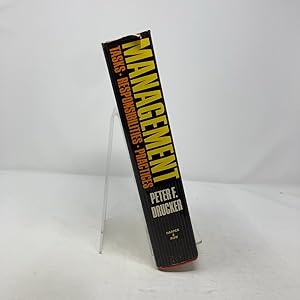 MANAGEMENT
TASKS · RESPONSIBILITIES · PRACTICES
PETER F.
DRUCKER
HARPER
&
ROW